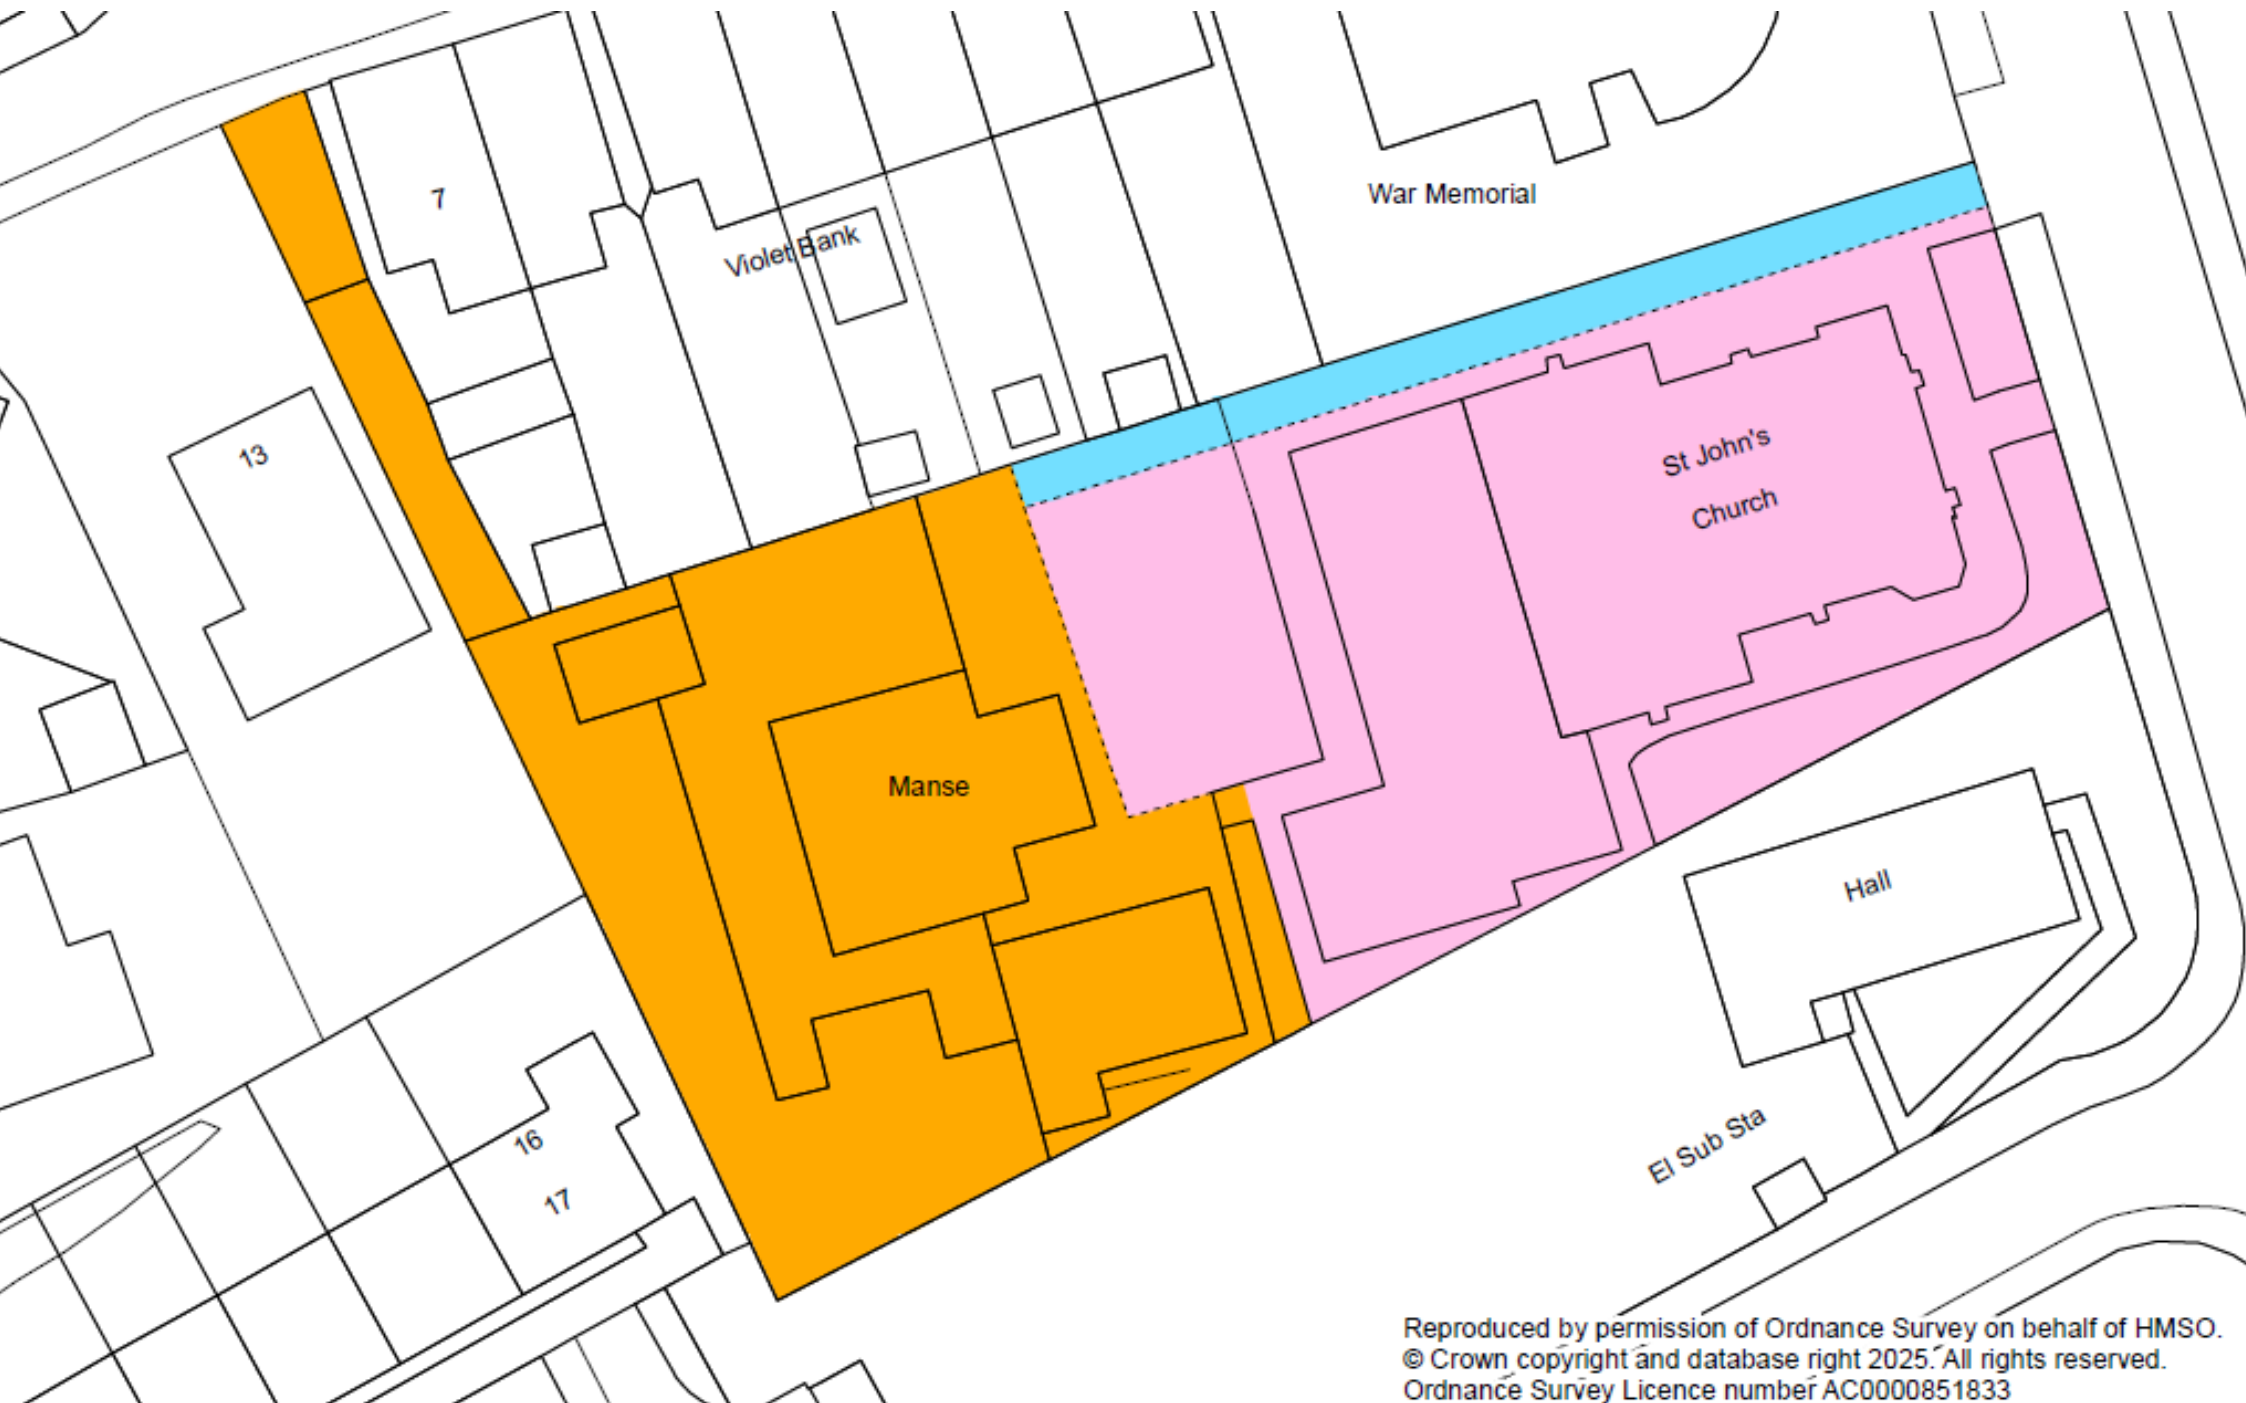 War Memorial
7
Violet Bank
13
St John's
Church
Manse
Hall
16
17
El Sub Sta
Reproduced by permission of Ordnance Survey on behalf of HMSO.
© Crown copyright and database right 2025. All rights reserved.
Ordnance Survey Licence number AC0000851833